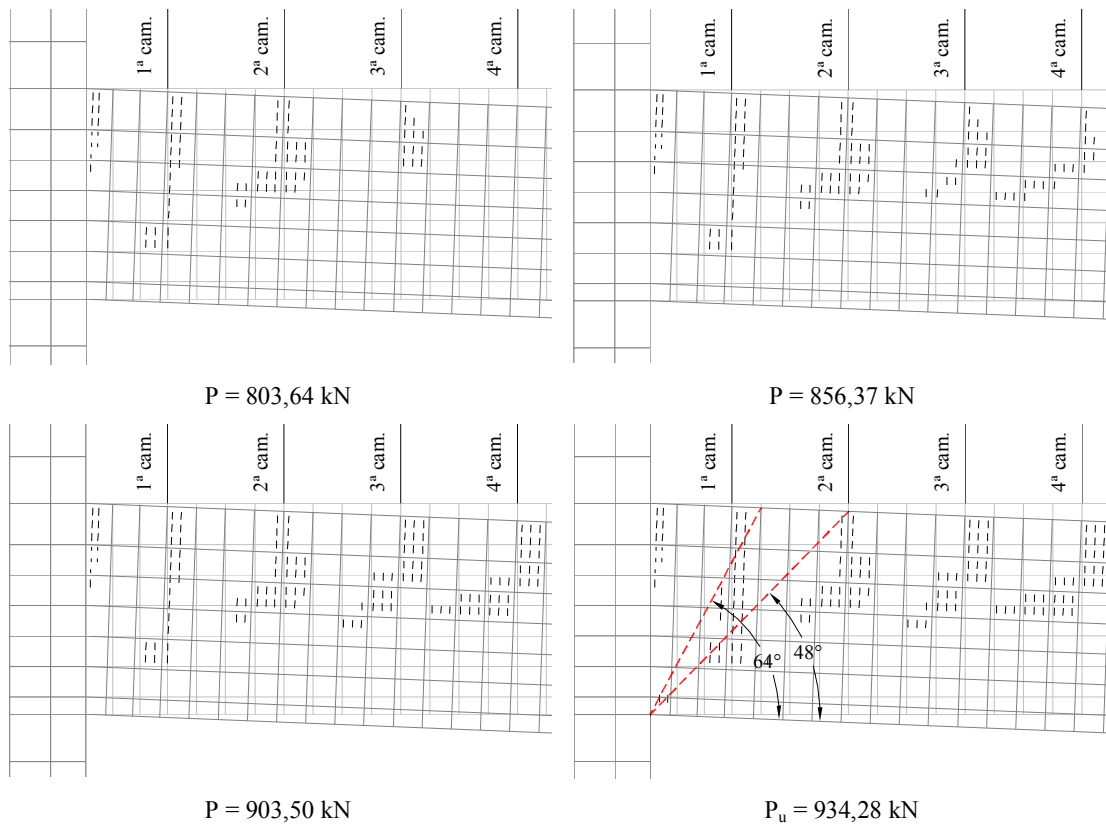 1ª cam.
2ª cam.
3ª cam.
4ª cam.
P = 803,64 kN
1ª cam.
2ª cam.
3ª cam.
4ª cam.
P = 856,37 kN
1ª cam.
2ª cam.
3ª cam.
4ª cam.
P = 903,50 kN
1ª cam.
2ª cam.
3ª cam.
4ª cam.
64°
48°
Pu = 934,28 kN